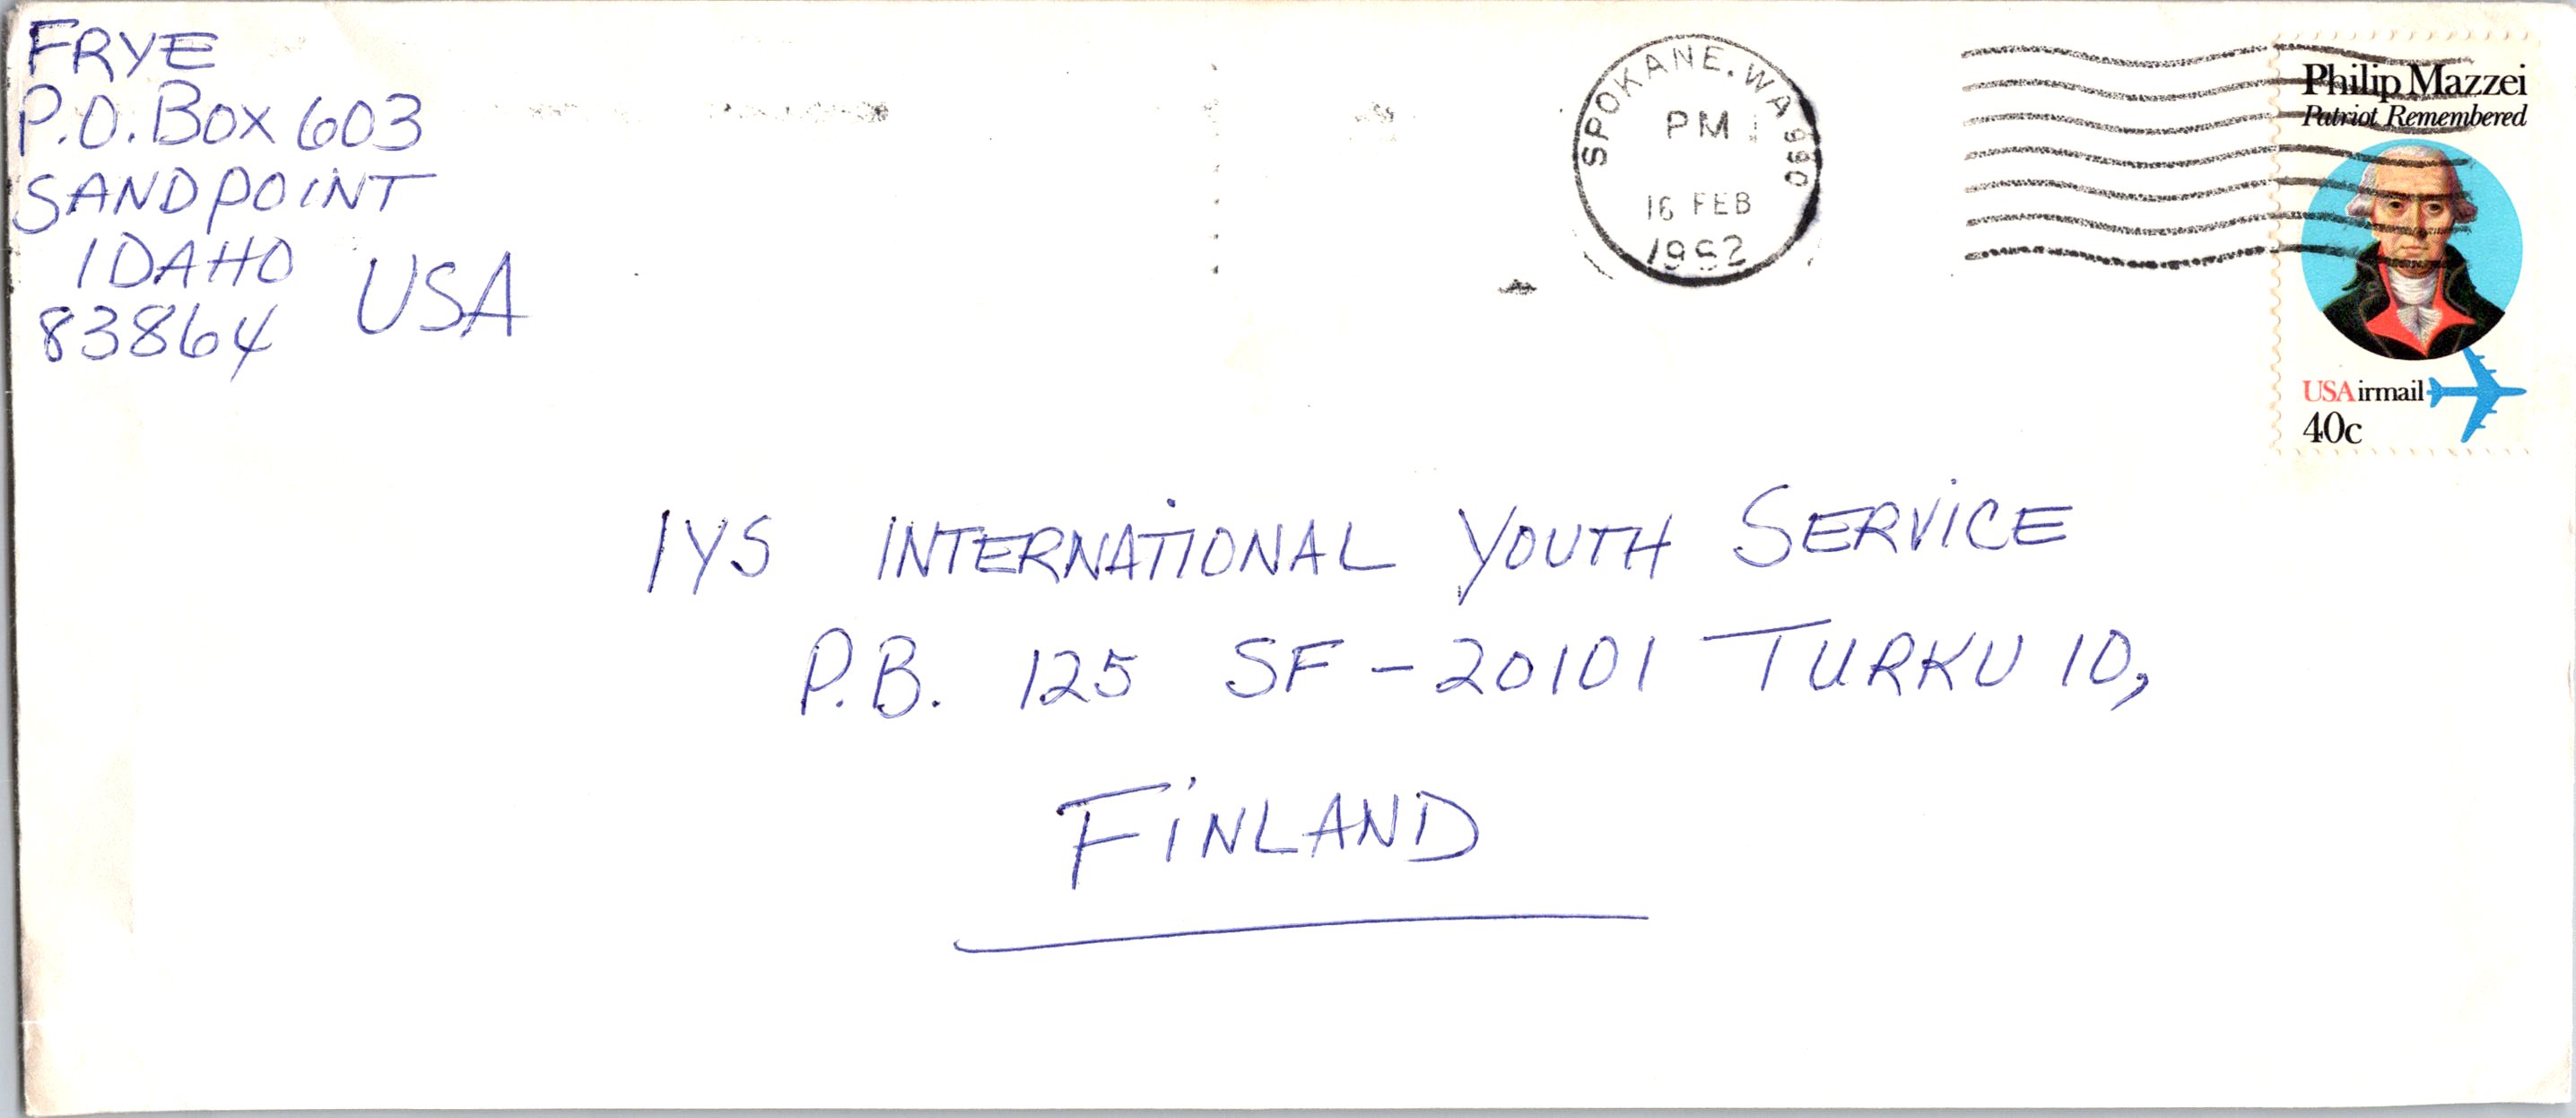 FRYE
P.O. BOX 603
SANDPOINT
IDAHO
83864 USA
SPOKANE, WA 990
PM
16 FEB
Philip Mazzei
Patriot Remembered
USAirmail
40c
IYS INTERNATIONAL YOUTH SERVICE
P.B. 125 SF-20101 TURKU 10,
FINLAND